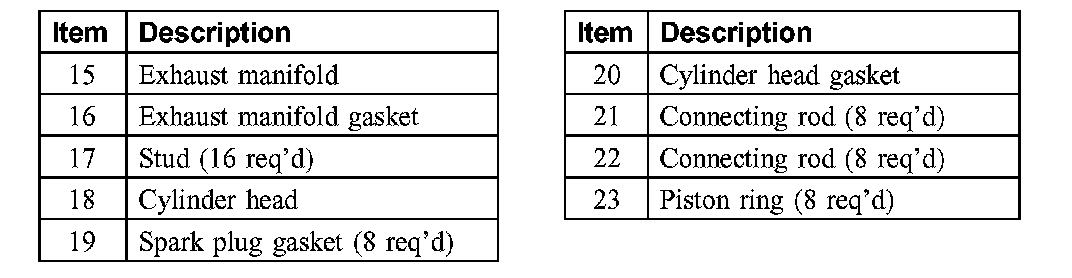 Item Description
15 Exhaust manifold
16 Exhaust manifold gasket
17 Stud (16 req'd)
18 Cylinder head
19 Spark plug gasket (8 req'd)
Item Description
20 Cylinder head gasket
21 Connecting rod (8 req'd)
22 Connecting rod (8 req'd)
23 Piston ring (8 req'd)